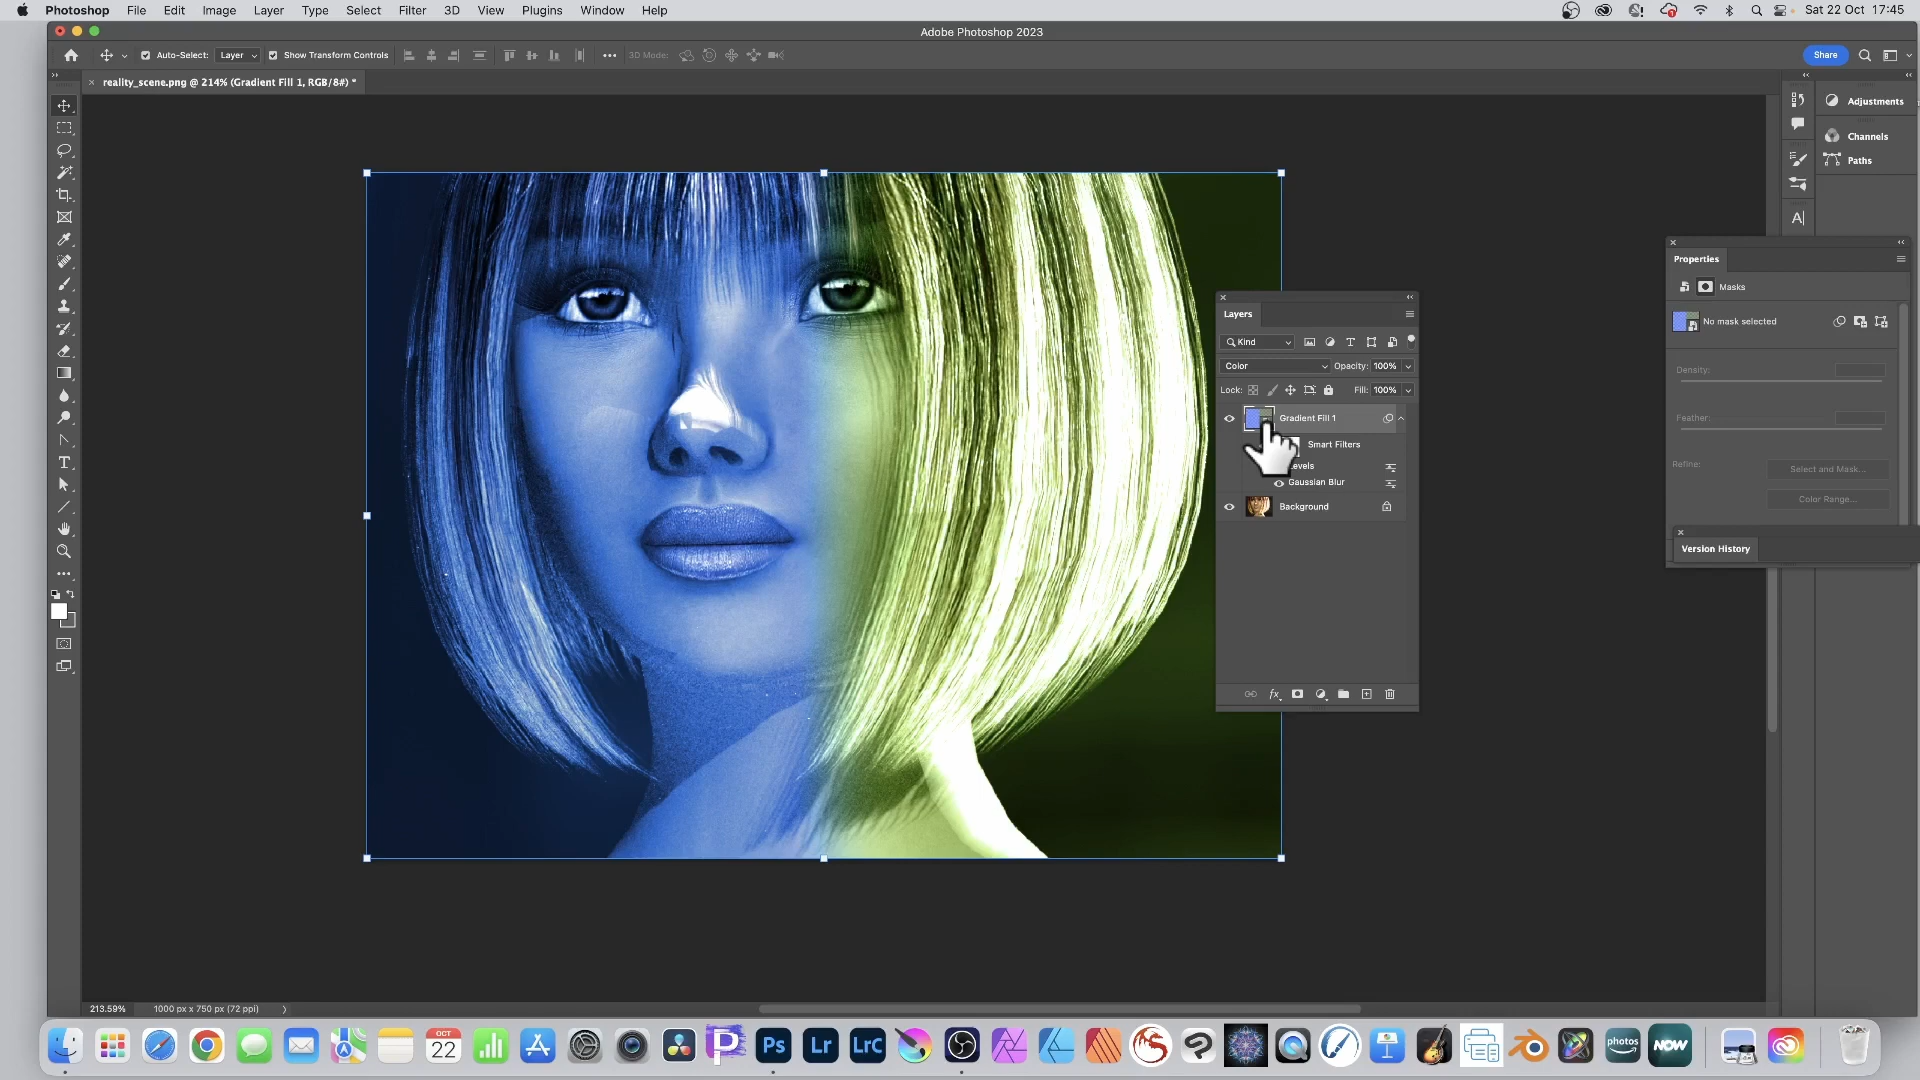 Photoshop File Edit Image Layer Type Select Filter 3D View Plugins Window Help Sat 22 Oct 17:45
Adobe Photoshop 2023
Auto-Select: Layer Show Transform Controls 3D Mode: Share
reality_scene.png @ 214% (Gradient Fill 1, RGB/8#) *
Adjustments
Channels
Paths
Properties
Masks
No mask selected
Density:
Feather:
Refine:
Select and Mask...
Color Range...
Version History
Layers
Kind
Color Opacity: 100%
Lock: Fill: 100%
Gradient Fill 1
Smart Filters
Gaussian Blur
Background
213.59% 1000 px x 750 px (72 ppi)
OCT
22
Ps
Lr
LrC
photos
NOW